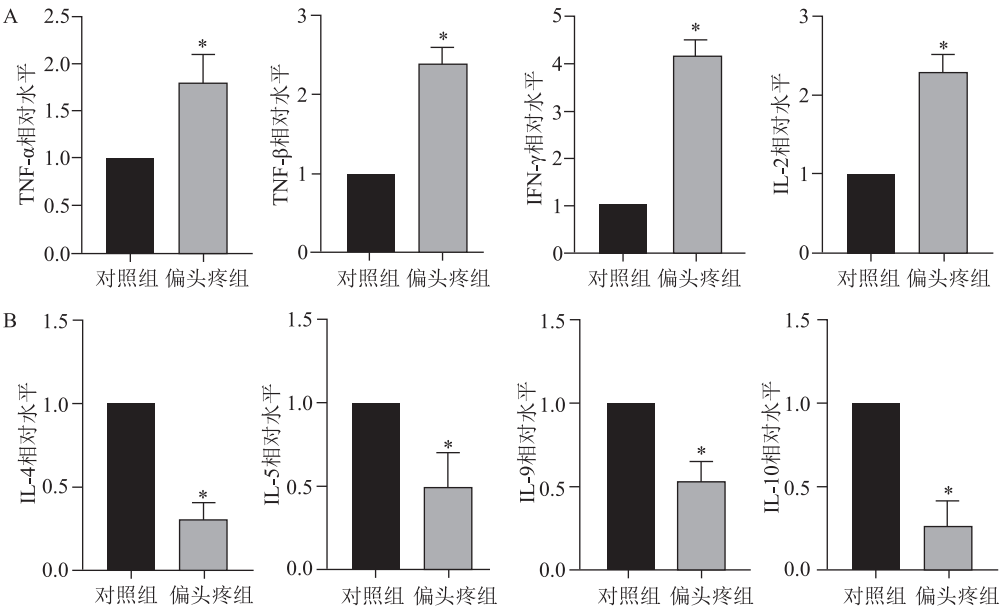 A
TNF-α相对水平
2.5
2.0
1.5
1.0
0.5
0.0
*
对照组 偏头疼组
TNF-β相对水平
3
2
1
0
*
对照组 偏头疼组
IFN-γ相对水平
5
4
3
2
1
0
*
对照组 偏头疼组
IL-2相对水平
3
2
1
0
*
对照组 偏头疼组
B
IL-4相对水平
1.5
1.0
0.5
0.0
*
对照组 偏头疼组
IL-5相对水平
1.5
1.0
0.5
0.0
*
对照组 偏头疼组
IL-9相对水平
1.5
1.0
0.5
0.0
*
对照组 偏头疼组
IL-10相对水平
1.5
1.0
0.5
0.0
*
对照组 偏头疼组